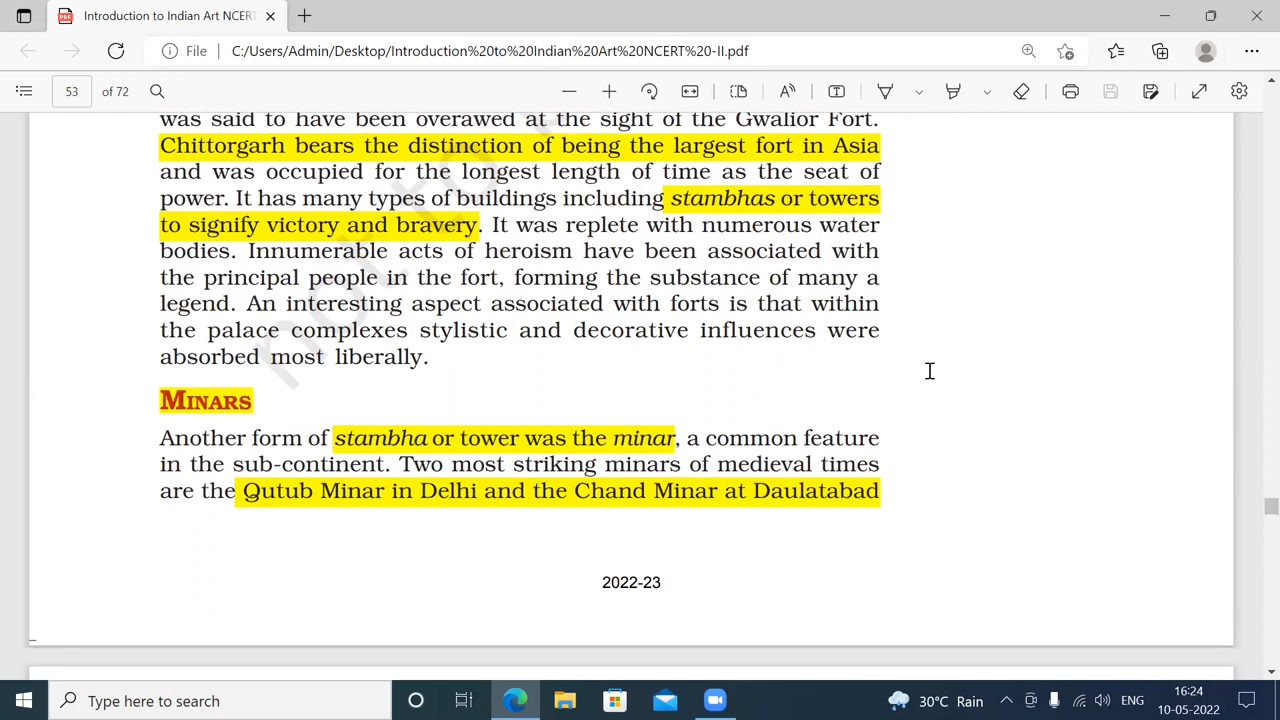 Introduction to Indian Art NCERT
File
C:/Users/Admin/Desktop/Introduction%20to%20Indian%20Art%20NCERT%20-II.pdf
53 of 72
was said to have been overawed at the sight of the Gwalior Fort.
Chittorgarh bears the distinction of being the largest fort in Asia
and was occupied for the longest length of time as the seat of
power. It has many types of buildings including stambhas or towers
to signify victory and bravery. It was replete with numerous water
bodies. Innumerable acts of heroism have been associated with
the principal people in the fort, forming the substance of many a
legend. An interesting aspect associated with forts is that within
the palace complexes stylistic and decorative influences were
absorbed most liberally.
MINARS
Another form of stambha or tower was the minar, a common feature
in the sub-continent. Two most striking minars of medieval times
are the Qutub Minar in Delhi and the Chand Minar at Daulatabad
2022-23
not to
Type here to search
30°C Rain
ENG
16:24
10-05-2022